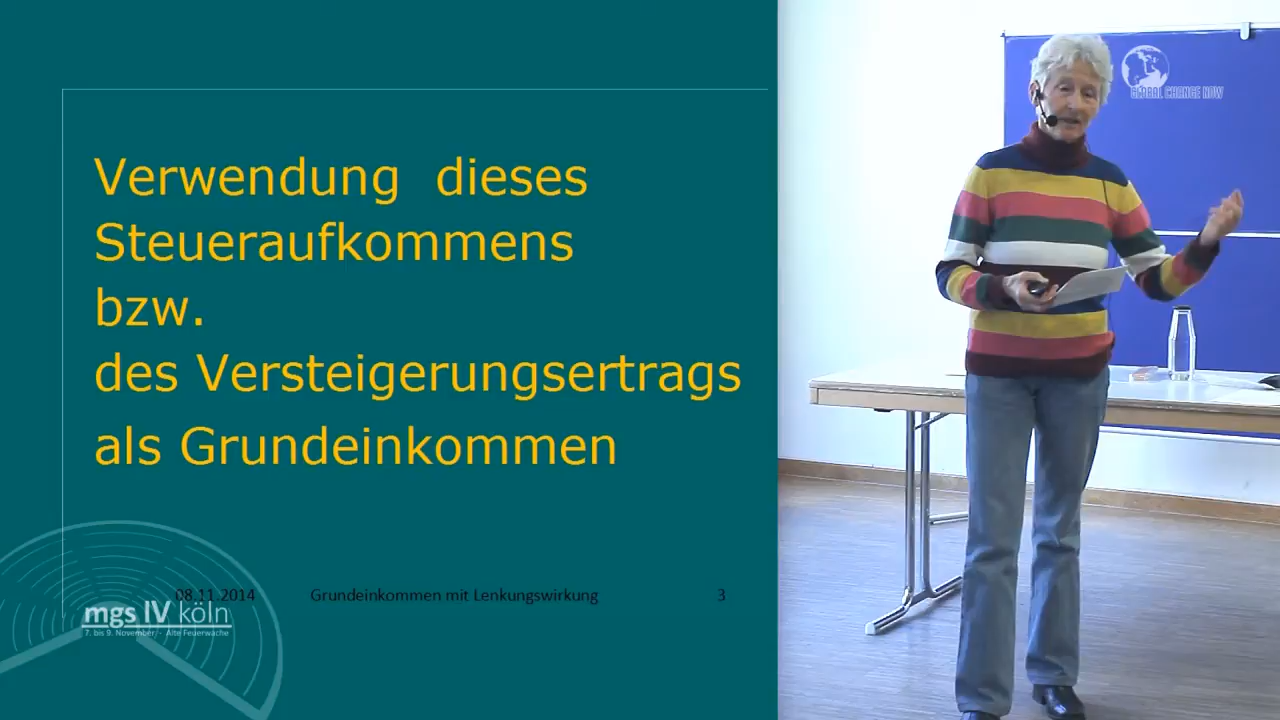 GLOBAL CHANGE NOW
Verwendung dieses
Steueraufkommens
bzw.
des Versteigerungsertrags
als Grundeinkommen
08.11.2014 Grundeinkommen mit Lenkungswirkung 3
mgs IV köln
7. bis 9. November - Alte Feuerwache